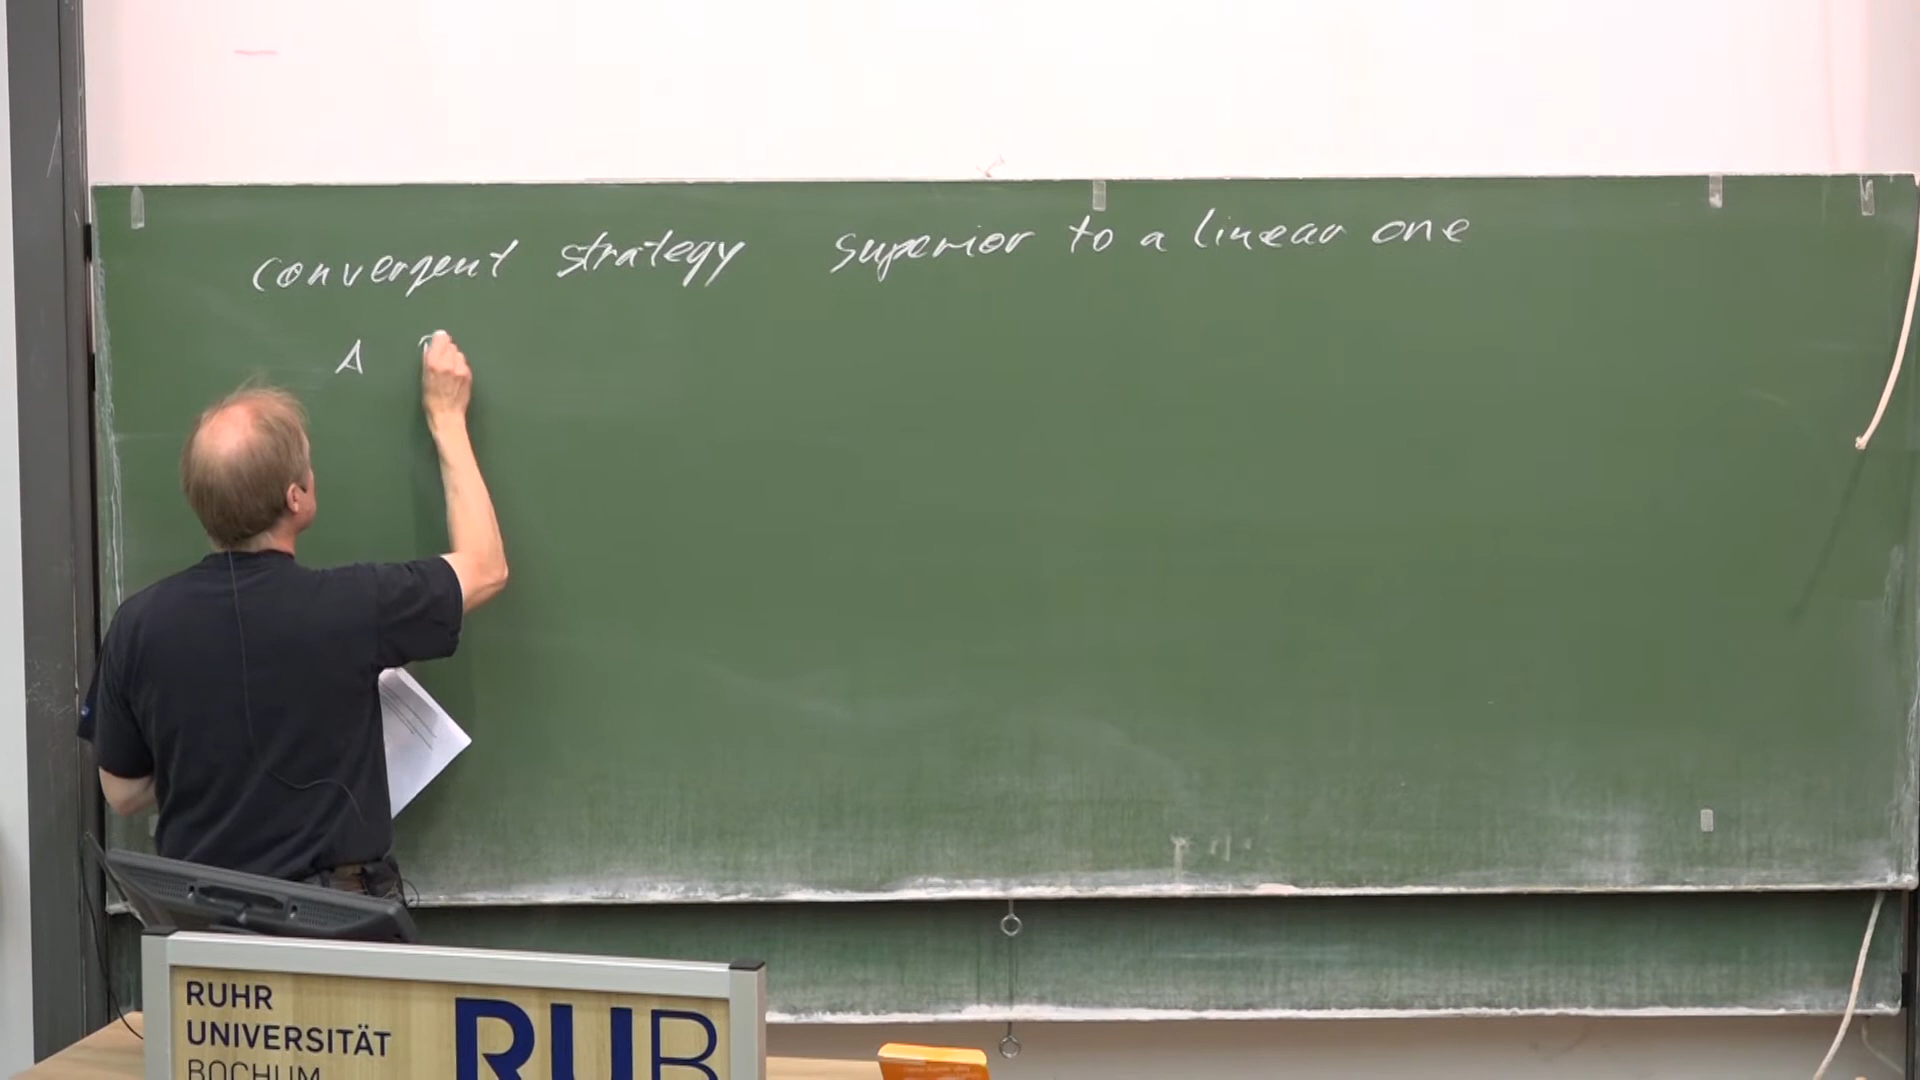 convergent strategy superior to a linear one
A
RUHR
UNIVERSITÄT
BOCHUM
RUB